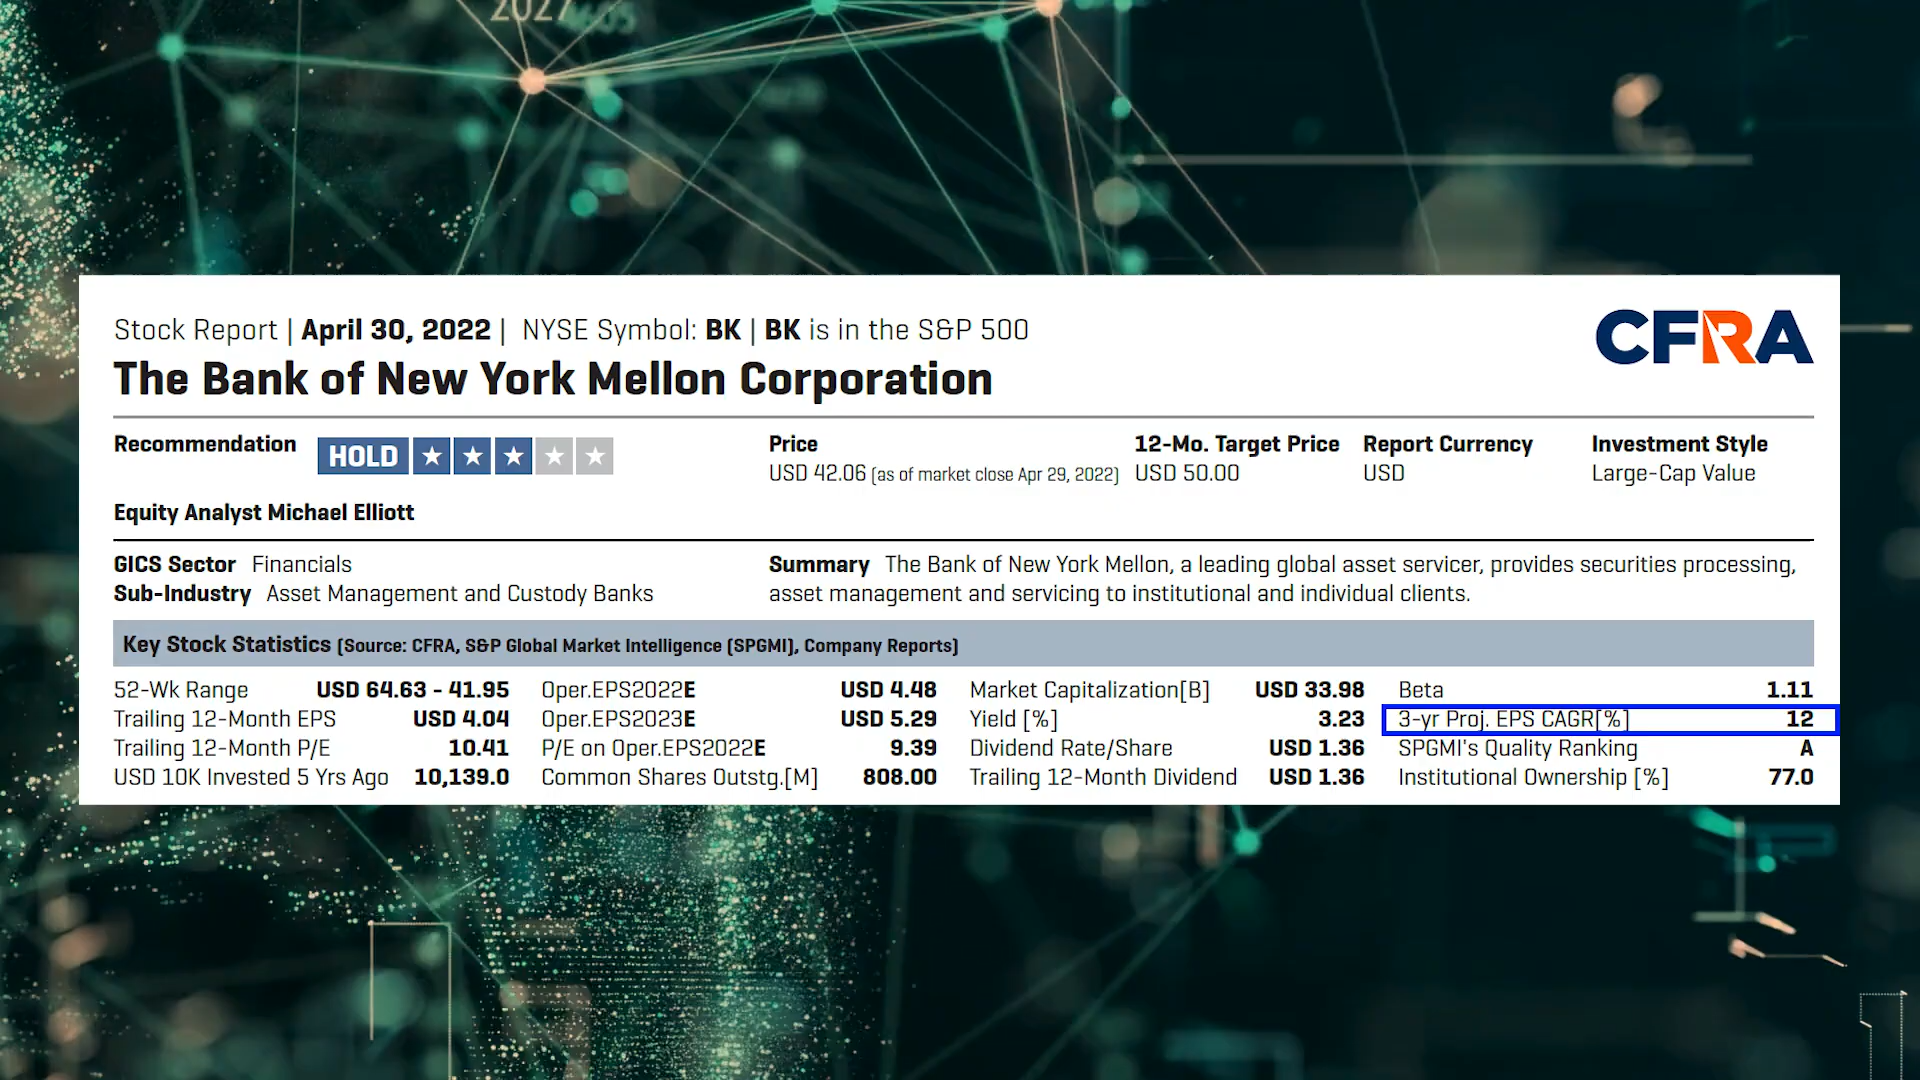 2027
Stock Report | April 30, 2022 | NYSE Symbol: BK | BK is in the S&P 500
CFRA
The Bank of New York Mellon Corporation
Recommendation HOLD
Price
USD 42.06 (as of market close Apr 29, 2022)
12-Mo. Target Price
USD 50.00
Report Currency
USD
Investment Style
Large-Cap Value
Equity Analyst Michael Elliott
GICS Sector Financials
Sub-Industry Asset Management and Custody Banks
Summary The Bank of New York Mellon, a leading global asset servicer, provides securities processing,
asset management and servicing to institutional and individual clients.
Key Stock Statistics (Source: CFRA, S&P Global Market Intelligence (SPGMI), Company Reports)
52-Wk Range USD 64.63 - 41.95 Oper.EPS2022E USD 4.48 Market Capitalization[B] USD 33.98 Beta 1.11
Trailing 12-Month EPS USD 4.04 Oper.EPS2023E USD 5.29 Yield [%] 3.23 3-yr Proj. EPS CAGR[%] 12
Trailing 12-Month P/E 10.41 P/E on Oper.EPS2022E 9.39 Dividend Rate/Share USD 1.36 SPGMI's Quality Ranking A
USD 10K Invested 5 Yrs Ago 10,139.0 Common Shares Outstg.[M] 808.00 Trailing 12-Month Dividend USD 1.36 Institutional Ownership [%] 77.0